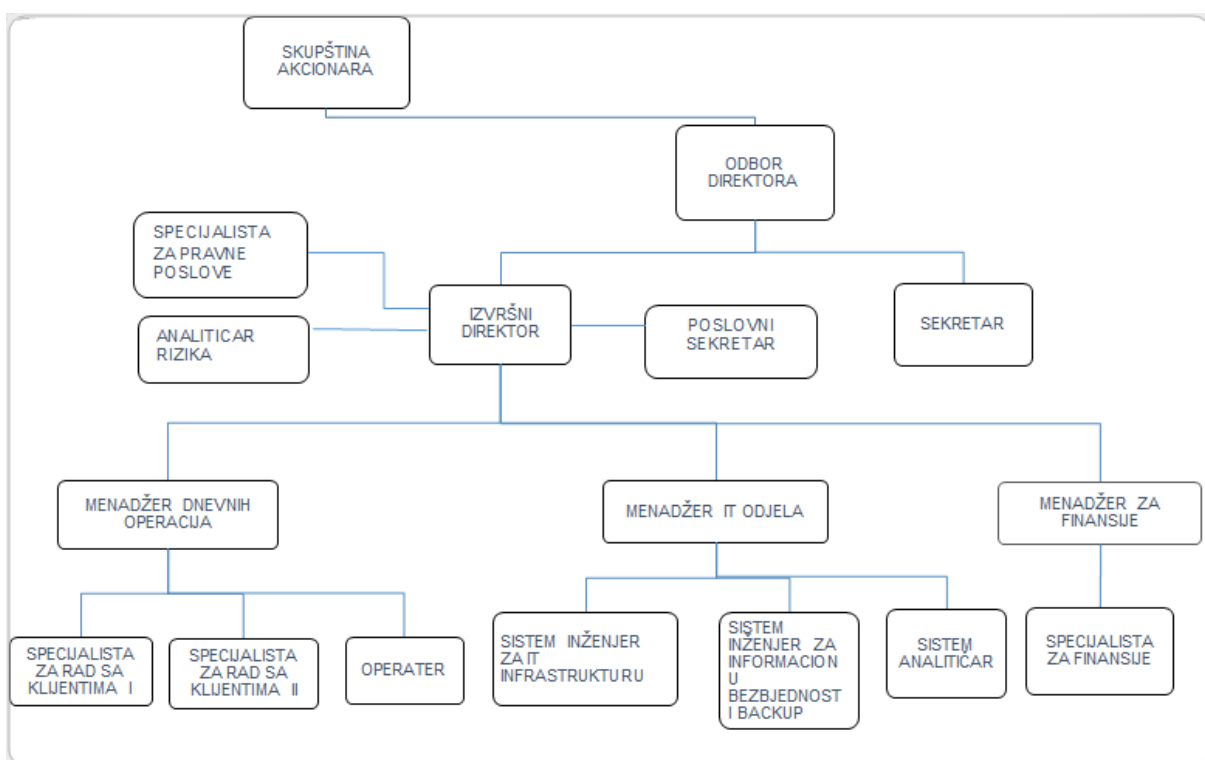 SKUPŠTINA
AKCIONARA
ODBOR
DIREKTORA
SPECIJALISTA
ZA PRAVNE
POSLOVE
IZVRŠNI
DIREKTOR
ANALITICAR
RIZIKA
POSLOVNI
SEKRETAR
SEKRETAR
MENADŽER DNEVNIH
OPERACIJA
MENADŽER IT ODJELA
MENADŽER ZA
FINANSIJE
SPECIJALISTA
ZA RAD SA
KLIJENTIMA I
SPECIJALISTA
ZA RAD SA
KLIJENTIMA II
OPERATER
SISTEM INŽENJER
ZA IT
INFRASTRUKTURU
SISTEM
INŽENJER ZA
INFORMACION
U
BEZBJEDNOST
I BACKUP
SISTEM
ANALITIČAR
SPECIJALISTA
ZA FINANSIJE